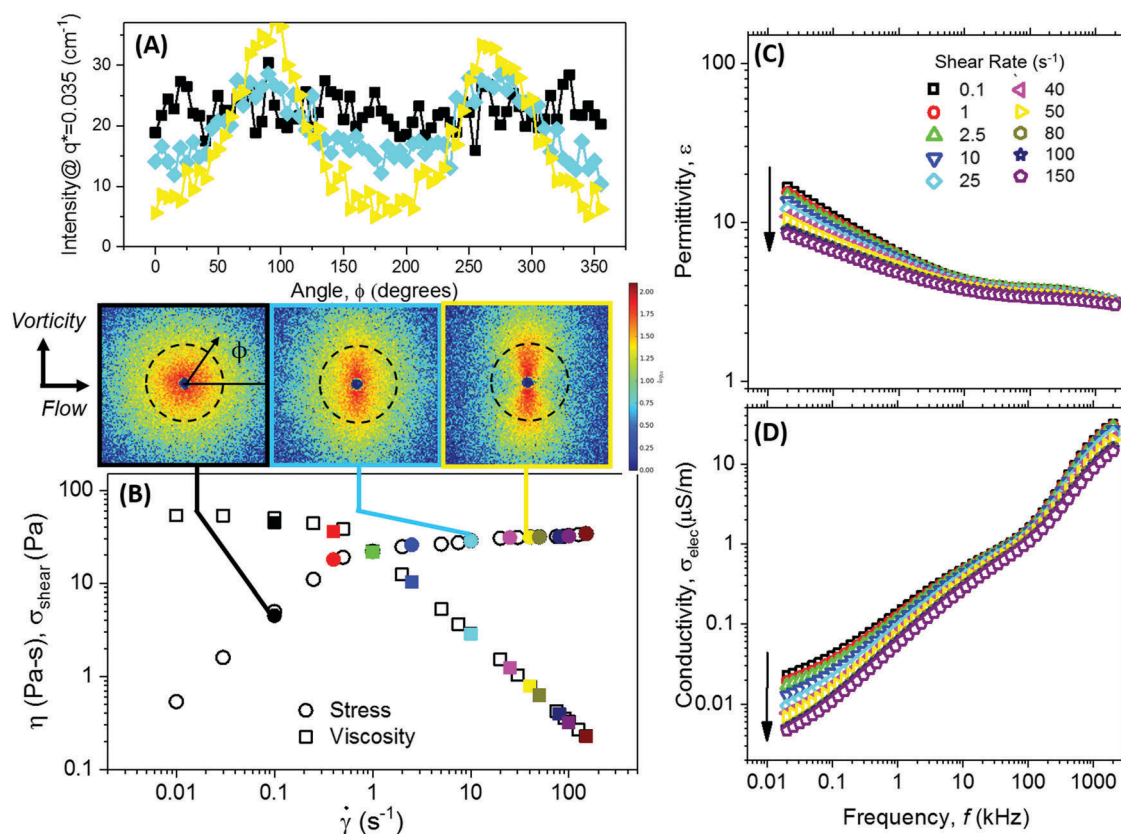 (A)
Intensity@ q*=0.035 (cm⁻¹)
30
20
10
0
0 50 100 150 200 250 300 350
Angle, ϕ (degrees)
Vorticity
Flow
ϕ
2.00
1.75
1.50
1.25
1.00
0.75
0.50
0.25
0.00
(B)
η (Pa-s), σshear (Pa)
100
10
1
0.1
Stress
Viscosity
0.01 0.1 1 10 100
γ̇ (s⁻¹)
(C)
Shear Rate (s⁻¹)
0.1 40
1 50
2.5 80
10 100
25 150
Permittivity, ε
100
10
1
(D)
Conductivity, σelec(µS/m)
10
1
0.1
0.01
0.01 0.1 1 10 100 1000
Frequency, f (kHz)